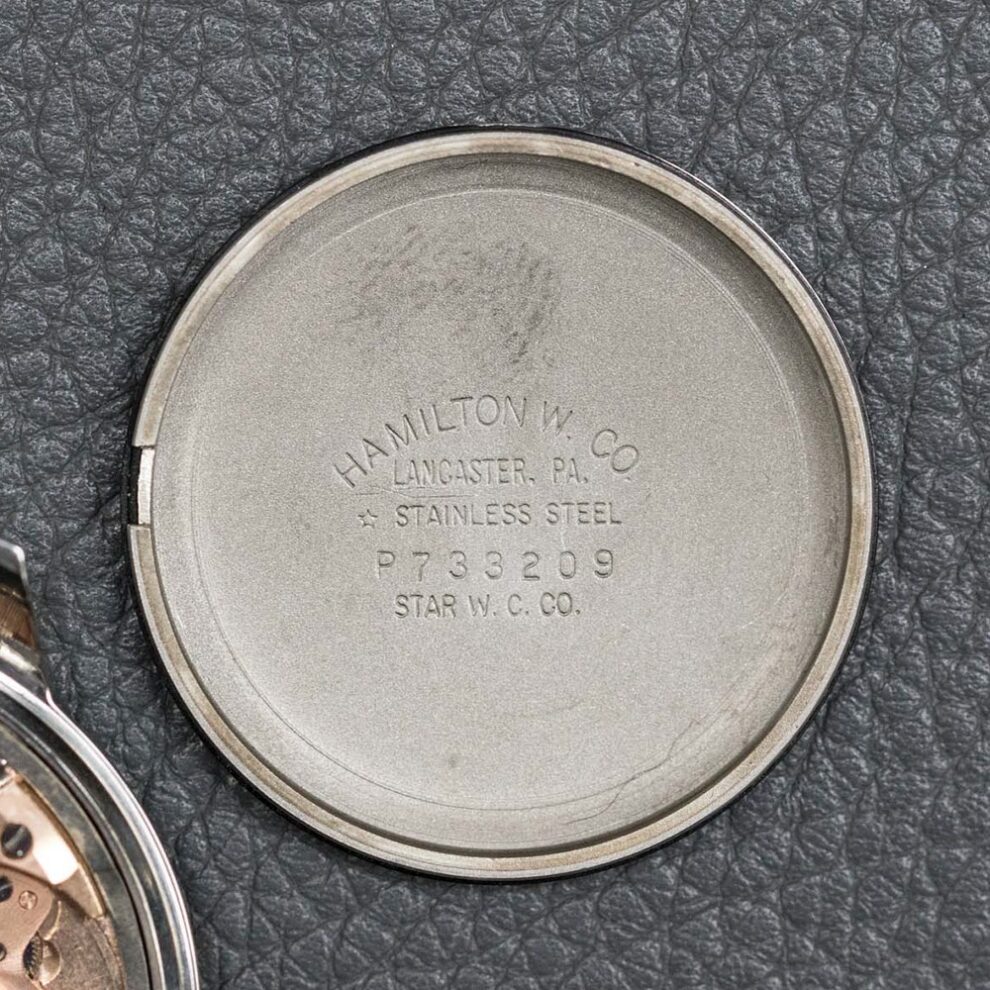 HAMILTON W. CO
LANCASTER. PA.
☆ STAINLESS STEEL
P733209
STAR W. C. CO.